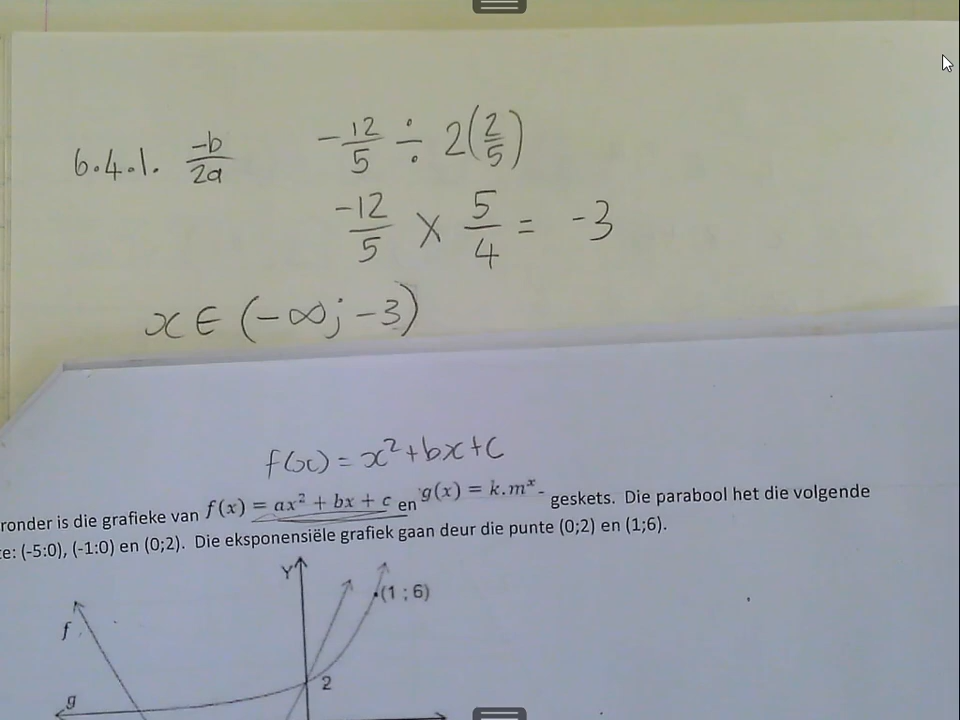 6.4.1. -b/2a    -12/5 ÷ 2(2/5)
-12/5 × 5/4 = -3
x ∈ (-∞; -3)
f(x) = x² + bx + c
ronder is die grafieke van f(x) = ax² + bx + c en g(x) = k.mˣ- geskets. Die parabool het die volgende
te: (-5:0), (-1:0) en (0;2). Die eksponensiële grafiek gaan deur die punte (0;2) en (1;6).
Y
(1 ; 6)
f
2
g